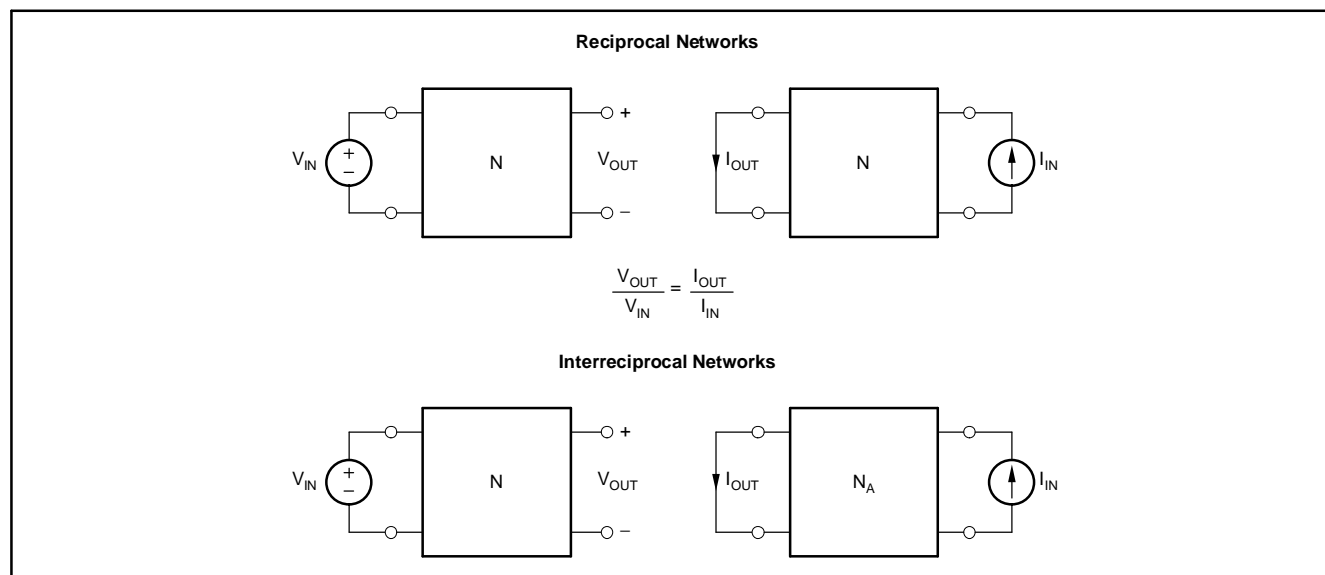 Reciprocal Networks
V_IN + − N + V_OUT − I_OUT N I_IN
V_OUT / V_IN = I_OUT / I_IN
Interreciprocal Networks
V_IN + − N + V_OUT − I_OUT N_A I_IN